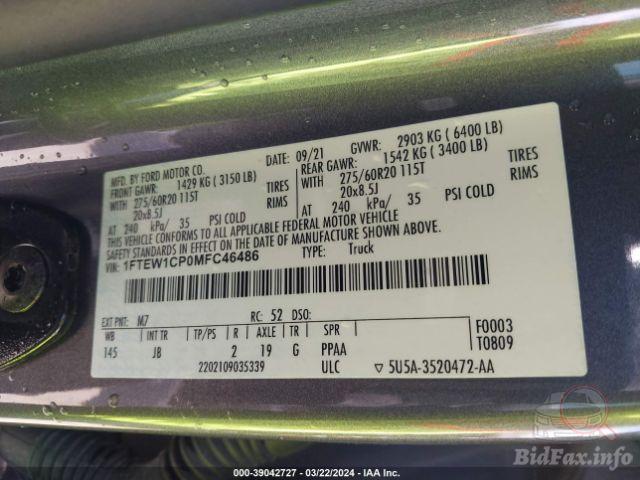 MFD. BY FORD MOTOR CO.
09/21 GVWR: 2903 KG ( 6400 LB)
FRONT GAWR: 1429 KG ( 3150 LB)
REAR GAWR: 1542 KG ( 3400 LB)
WITH 275/60R20 115T TIRES
WITH 275/60R20 115T TIRES
20x8.5J RIMS
20x8.5J RIMS
AT 240 kPa/ 35 PSI COLD
AT 240 kPa/ 35 PSI COLD
THIS VEHICLE CONFORMS TO ALL APPLICABLE FEDERAL MOTOR VEHICLE
SAFETY STANDARDS IN EFFECT ON THE DATE OF MANUFACTURE SHOWN ABOVE.
VIN: 1FTEW1CP0MFC46486 TYPE: Truck
EXT PNT: M7 RC: 52 DSO:
WB INT TR TP/PS R AXLE TR SPR
145 JB 2 19 G PPAA
F0003
T0809
2202109035339 ULC ▽ 5U5A-3520472-AA
BidFax.info
000-39042727 - 03/22/2024 - IAA Inc.